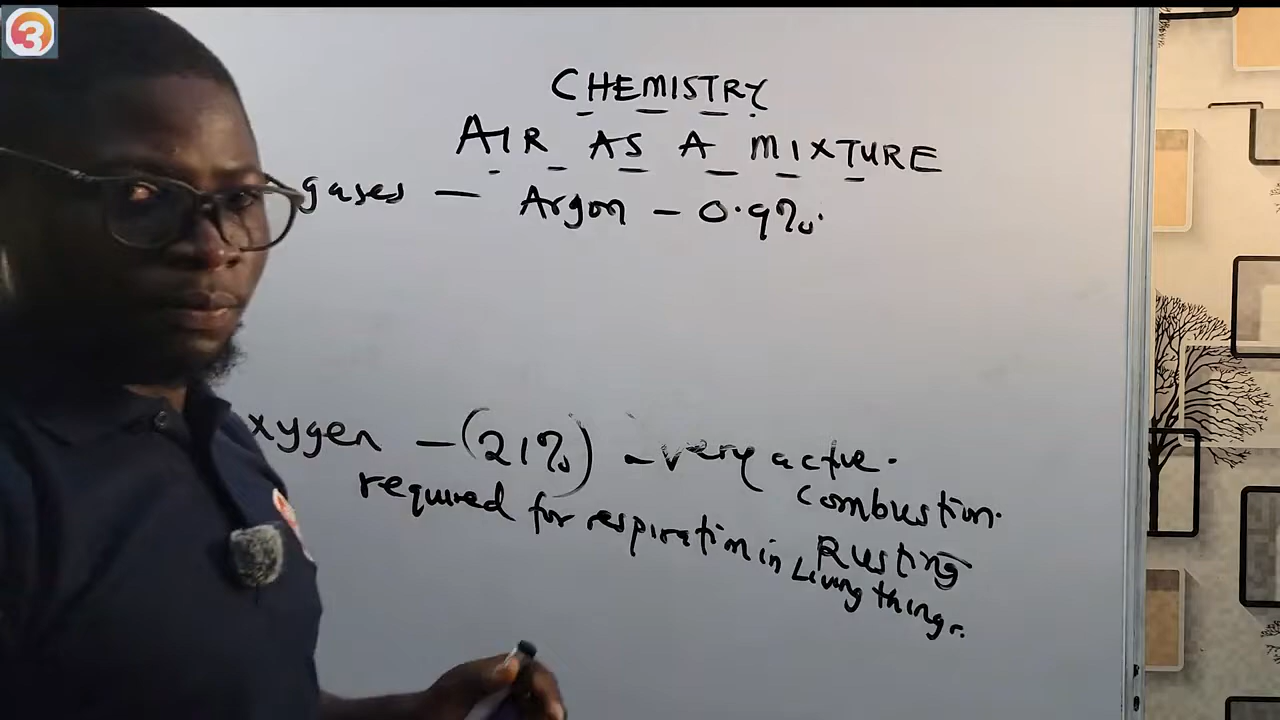 3
CHEMISTRY
AIR AS A MIXTURE
gases — Argon - 0.9%.
xygen - (21%) - very active.
combustion.
required for respiration in Living things.
Rusting